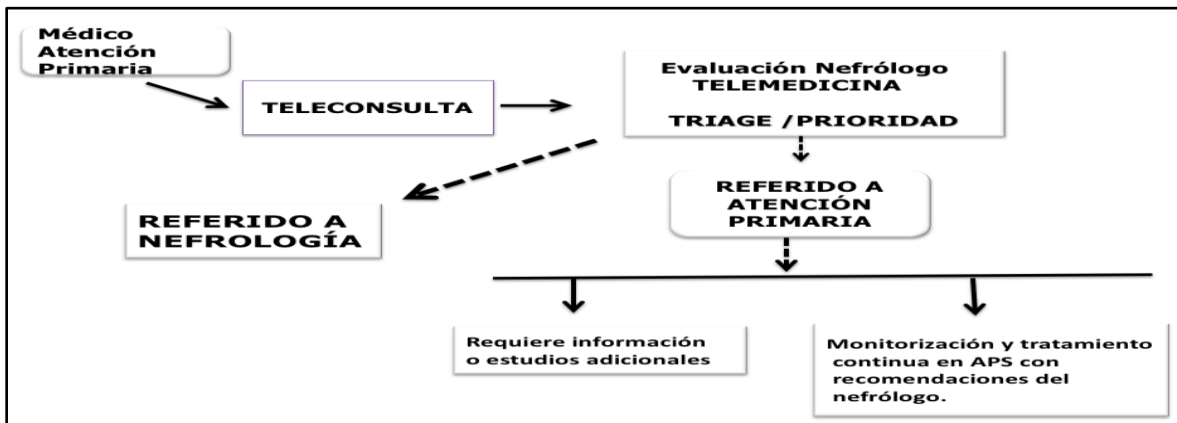 Médico
Atención
Primaria
TELECONSULTA
Evaluación Nefrólogo
TELEMEDICINA
TRIAGE /PRIORIDAD
REFERIDO A
NEFROLOGÍA
REFERIDO A
ATENCIÓN
PRIMARIA
Requiere información
o estudios adicionales
Monitorización y tratamiento
continua en APS con
recomendaciones del
nefrólogo.